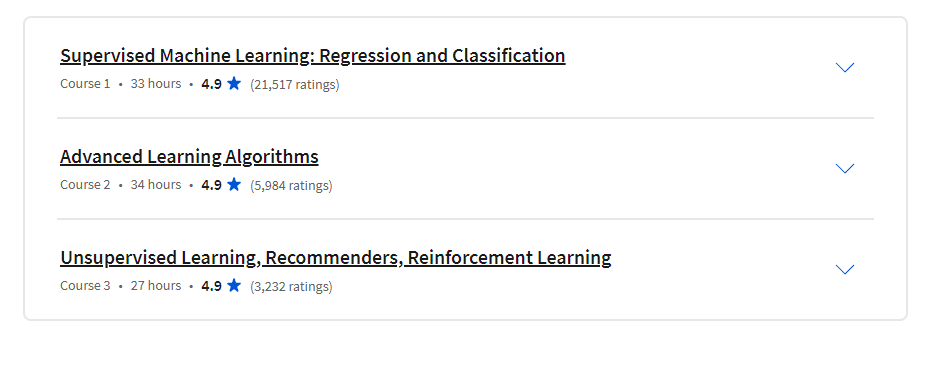 Supervised Machine Learning: Regression and Classification
Course 1 • 33 hours • 4.9 ★ (21,517 ratings)
Advanced Learning Algorithms
Course 2 • 34 hours • 4.9 ★ (5,984 ratings)
Unsupervised Learning, Recommenders, Reinforcement Learning
Course 3 • 27 hours • 4.9 ★ (3,232 ratings)